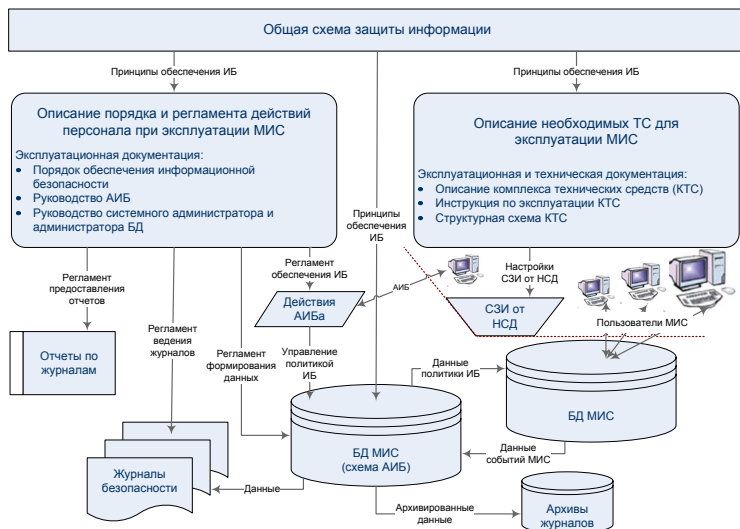 Общая схема защиты информации
Принципы обеспечения ИБ
Принципы обеспечения ИБ
Описание порядка и регламента действий
персонала при эксплуатации МИС
Эксплуатационная документация:
• Порядок обеспечения информационной
безопасности
• Руководство АИБ
• Руководство системного администратора и
администратора БД
Описание необходимых ТС для
эксплуатации МИС
Эксплуатационная и техническая документация:
• Описание комплекса технических средств (КТС)
• Инструкция по эксплуатации КТС
• Структурная схема КТС
Принципы
обеспечения
ИБ
Регламент
предоставления
отчетов
Регламент
обеспечения ИБ
АИБ
Настройки
СЗИ от НСД
Действия
АИБа
СЗИ от
НСД
Пользователи МИС
Отчеты по
журналам
Регламент
ведения
журналов
Регламент
формирования
данных
Управление
политикой
ИБ
Данные
политики ИБ
БД МИС
БД МИС
(схема АИБ)
Данные
событий МИС
Журналы
безопасности
Данные
Архивированные
данные
Архивы
журналов